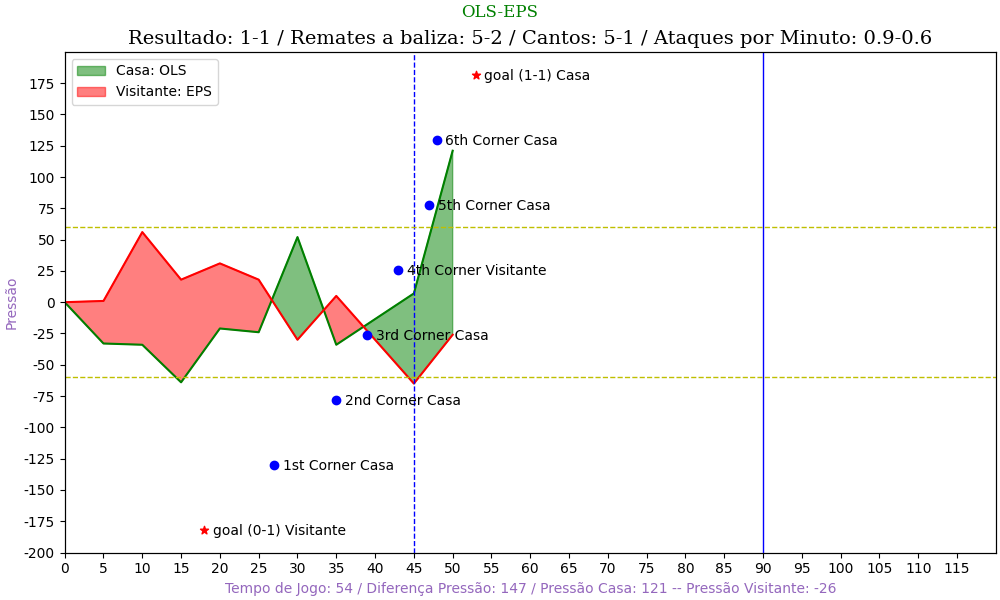 OLS-EPS
Resultado: 1-1 / Remates a baliza: 5-2 / Cantos: 5-1 / Ataques por Minuto: 0.9-0.6
Casa: OLS
Visitante: EPS
goal (1-1) Casa
6th Corner Casa
5th Corner Casa
4th Corner Visitante
3rd Corner Casa
2nd Corner Casa
1st Corner Casa
goal (0-1) Visitante
Pressão
175
150
125
100
75
50
25
0
-25
-50
-75
-100
-125
-150
-175
-200
0 5 10 15 20 25 30 35 40 45 50 55 60 65 70 75 80 85 90 95 100 105 110 115
Tempo de Jogo: 54 / Diferença Pressão: 147 / Pressão Casa: 121 -- Pressão Visitante: -26